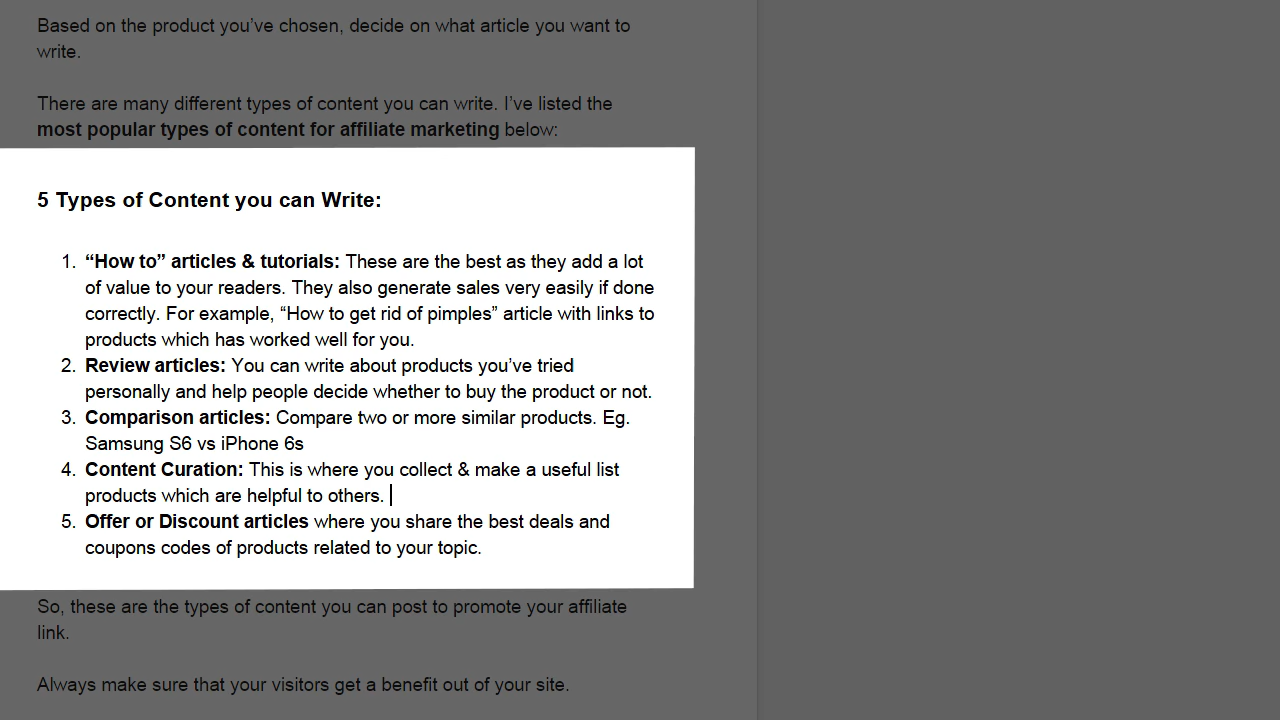 Based on the product you’ve chosen, decide on what article you want to
write.
There are many different types of content you can write. I’ve listed the
most popular types of content for affiliate marketing below:
5 Types of Content you can Write:
1. “How to” articles & tutorials: These are the best as they add a lot
of value to your readers. They also generate sales very easily if done
correctly. For example, “How to get rid of pimples” article with links to
products which has worked well for you.
2. Review articles: You can write about products you’ve tried
personally and help people decide whether to buy the product or not.
3. Comparison articles: Compare two or more similar products. Eg.
Samsung S6 vs iPhone 6s
4. Content Curation: This is where you collect & make a useful list
products which are helpful to others.
5. Offer or Discount articles where you share the best deals and
coupons codes of products related to your topic.
So, these are the types of content you can post to promote your affiliate
link.
Always make sure that your visitors get a benefit out of your site.